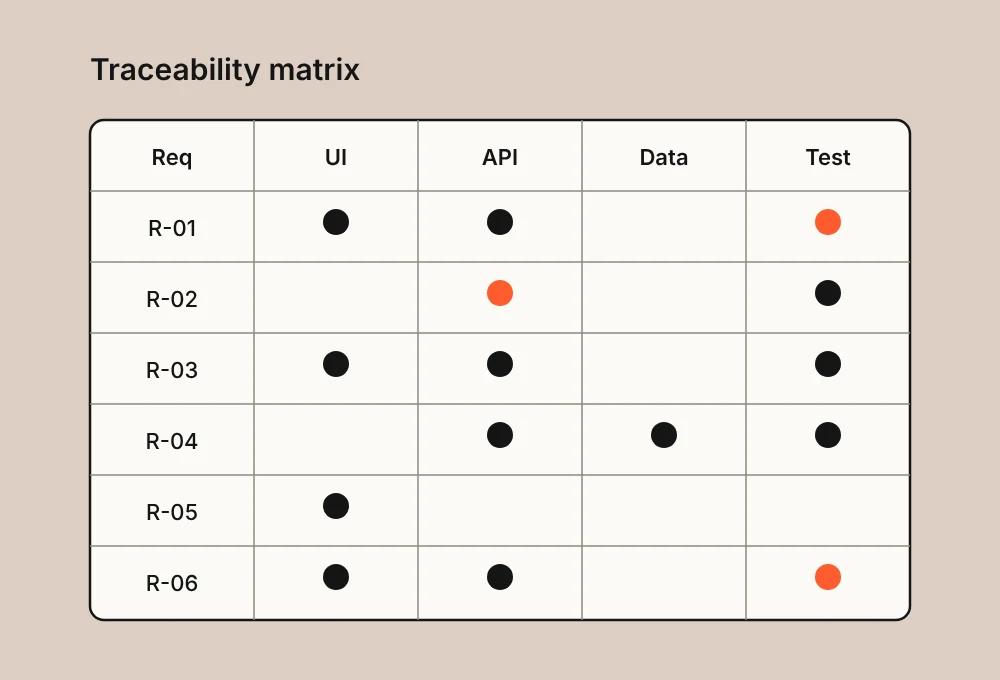 Traceability matrix
Req UI API Data Test
R-01
R-02
R-03
R-04
R-05
R-06